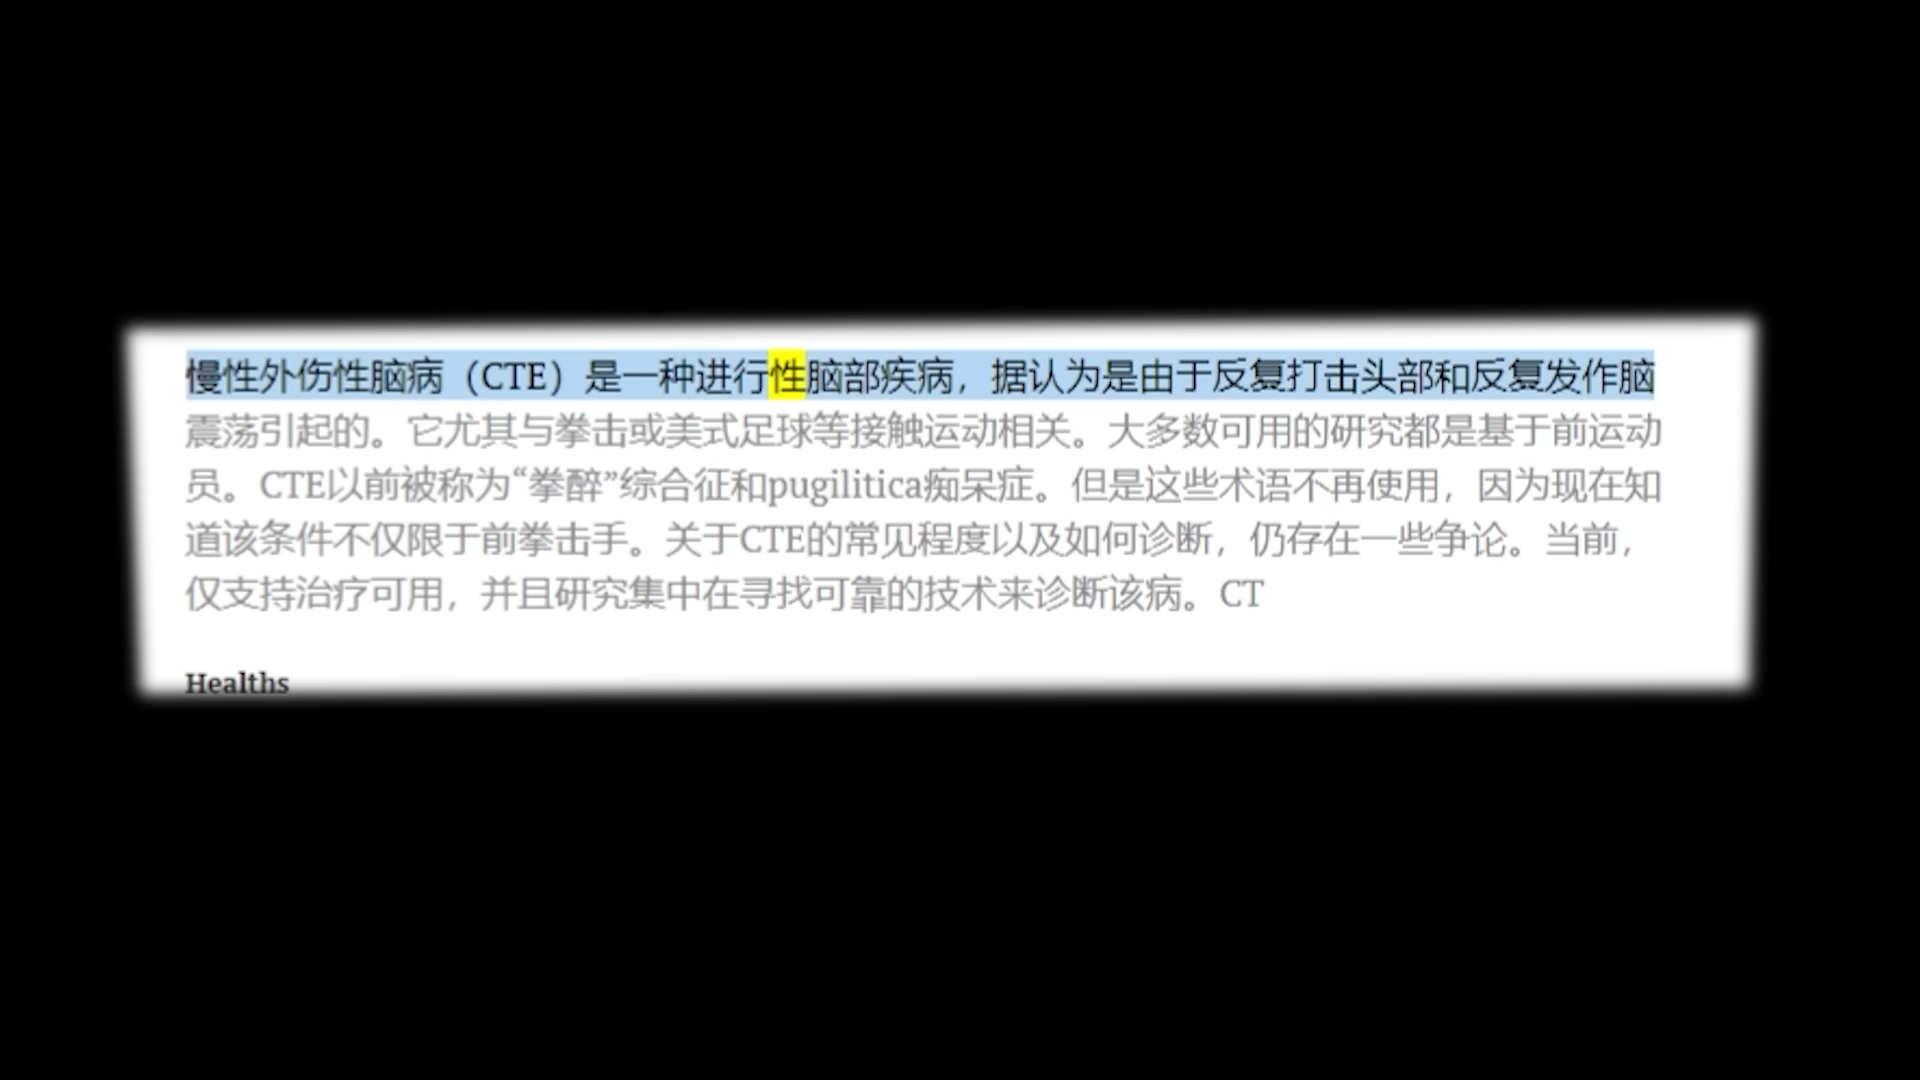 慢性外伤性脑病（CTE）是一种进行性脑部疾病，据认为是由于反复打击头部和反复发作脑
震荡引起的。它尤其与拳击或美式足球等接触运动相关。大多数可用的研究都是基于前运动
员。CTE以前被称为“拳醉”综合征和pugilitica痴呆症。但是这些术语不再使用，因为现在知
道该条件不仅限于前拳击手。关于CTE的常见程度以及如何诊断，仍存在一些争论。当前，
仅支持治疗可用，并且研究集中在寻找可靠的技术来诊断该病。CT
Healths